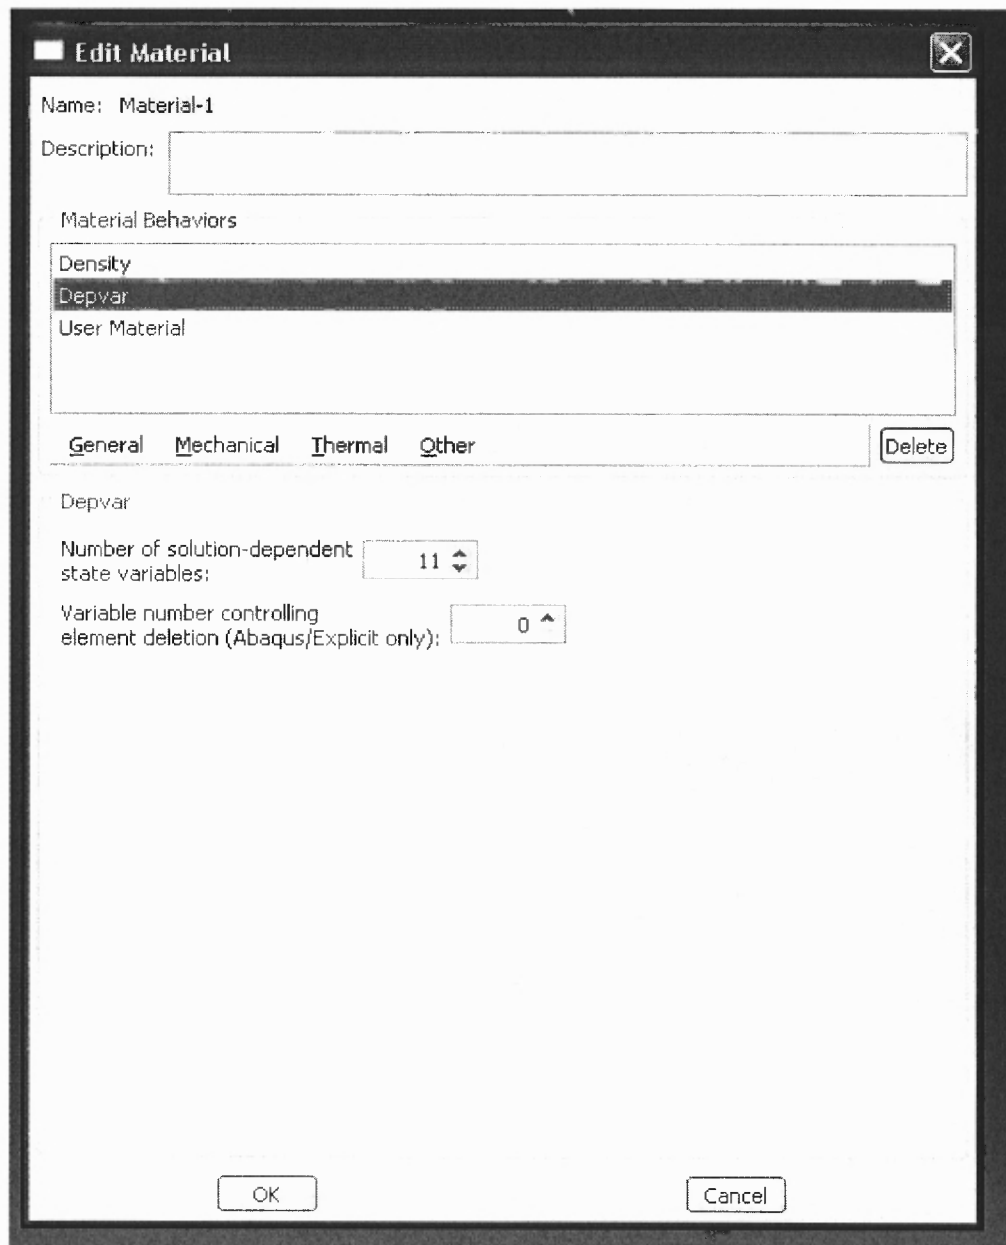 Edit Material
Name: Material-1
Description:
Material Behaviors
Density
Depvar
User Material
General Mechanical Thermal Other Delete
Depvar
Number of solution-dependent
state variables: 11
Variable number controlling
element deletion (Abaqus/Explicit only): 0
OK Cancel